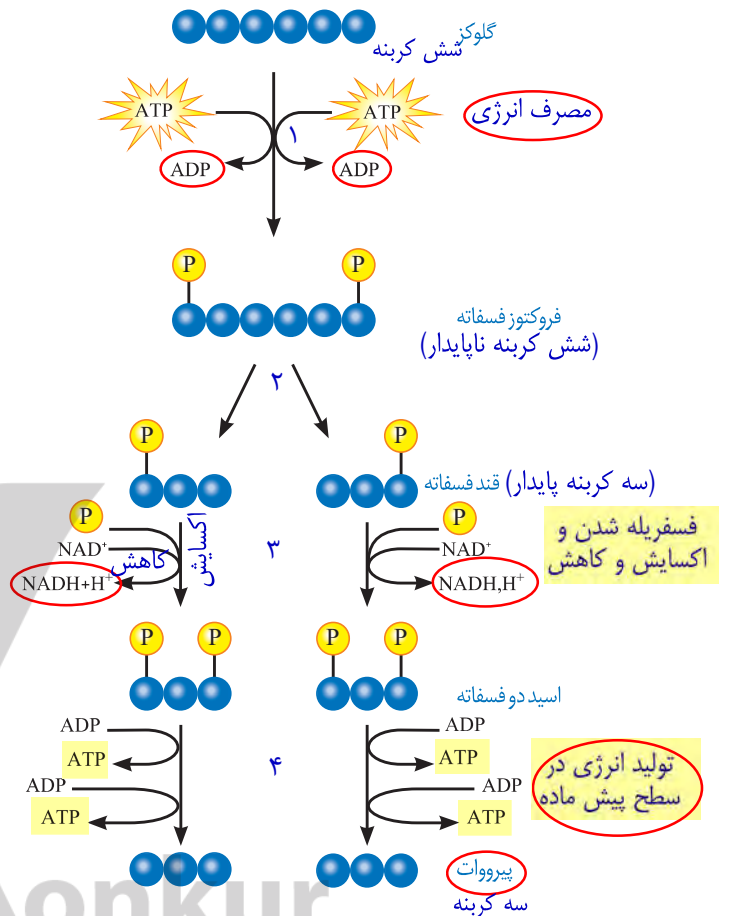 گلوکز
شش کربنه
ATP
ATP
مصرف انرژی
۱
ADP
ADP
P
P
فروکتوز فسفاته
(شش کربنه ناپایدار)
۲
P
P
قند فسفاته (سه کربنه پایدار)
P
P
فسفریله شدن و
اکسایش و کاهش
NAD⁺
کاهش
اکسایش
۳
NAD⁺
NADH+H⁺
NADH,H⁺
P
P
P
P
اسید دو فسفاته
ADP
ADP
ATP
ATP
۴
تولید انرژی در
سطح پیش ماده
ADP
ADP
ATP
ATP
پیرووات
سه کربنه
onkur